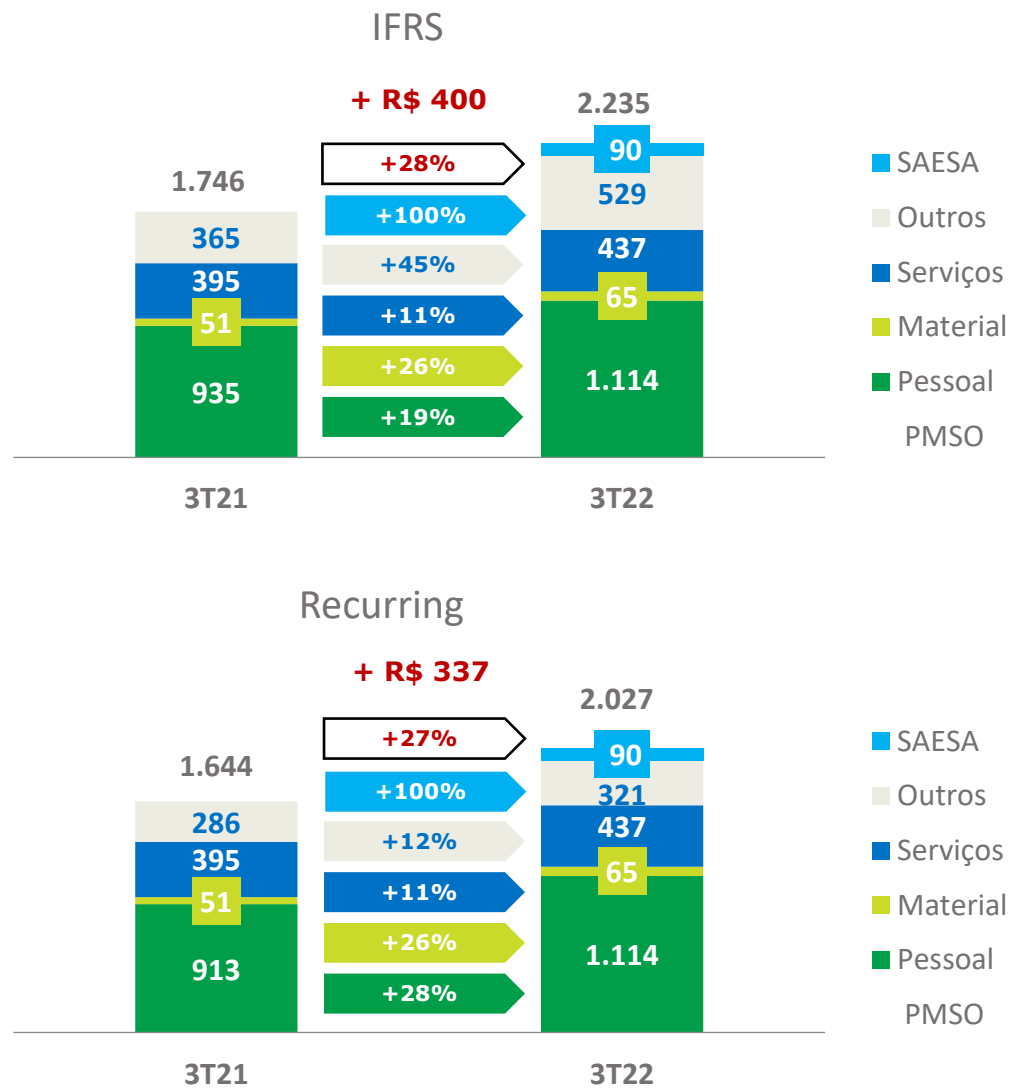 IFRS
+ R$ 400
1.746
2.235
+28%
+100%
+45%
+11%
+26%
+19%
365
395
51
935
90
529
437
65
1.114
SAESA
Outros
Serviços
Material
Pessoal
PMSO
3T21
3T22
Recurring
+ R$ 337
1.644
2.027
+27%
+100%
+12%
+11%
+26%
+28%
286
395
51
913
90
321
437
65
1.114
SAESA
Outros
Serviços
Material
Pessoal
PMSO
3T21
3T22